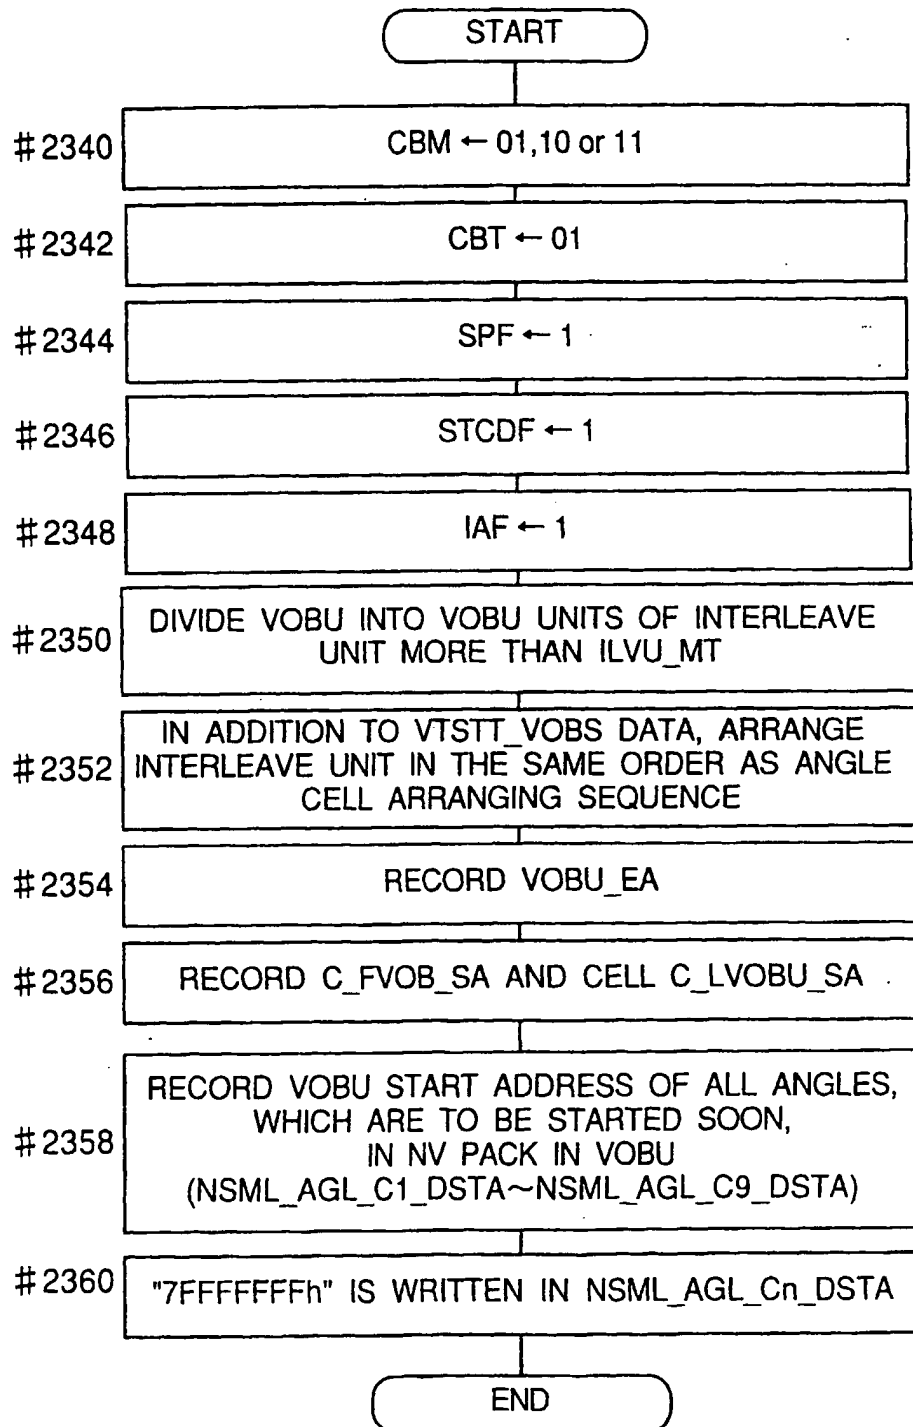 START
#2340
CBM ← 01,10 or 11
#2342
CBT ← 01
#2344
SPF ← 1
#2346
STCDF ← 1
#2348
IAF ← 1
#2350
DIVIDE VOBU INTO VOBU UNITS OF INTERLEAVE
UNIT MORE THAN ILVU_MT
#2352
IN ADDITION TO VTSTT_VOBS DATA, ARRANGE
INTERLEAVE UNIT IN THE SAME ORDER AS ANGLE
CELL ARRANGING SEQUENCE
#2354
RECORD VOBU_EA
#2356
RECORD C_FVOB_SA AND CELL C_LVOBU_SA
#2358
RECORD VOBU START ADDRESS OF ALL ANGLES,
WHICH ARE TO BE STARTED SOON,
IN NV PACK IN VOBU
(NSML_AGL_C1_DSTA~NSML_AGL_C9_DSTA)
#2360
"7FFFFFFFh" IS WRITTEN IN NSML_AGL_Cn_DSTA
END